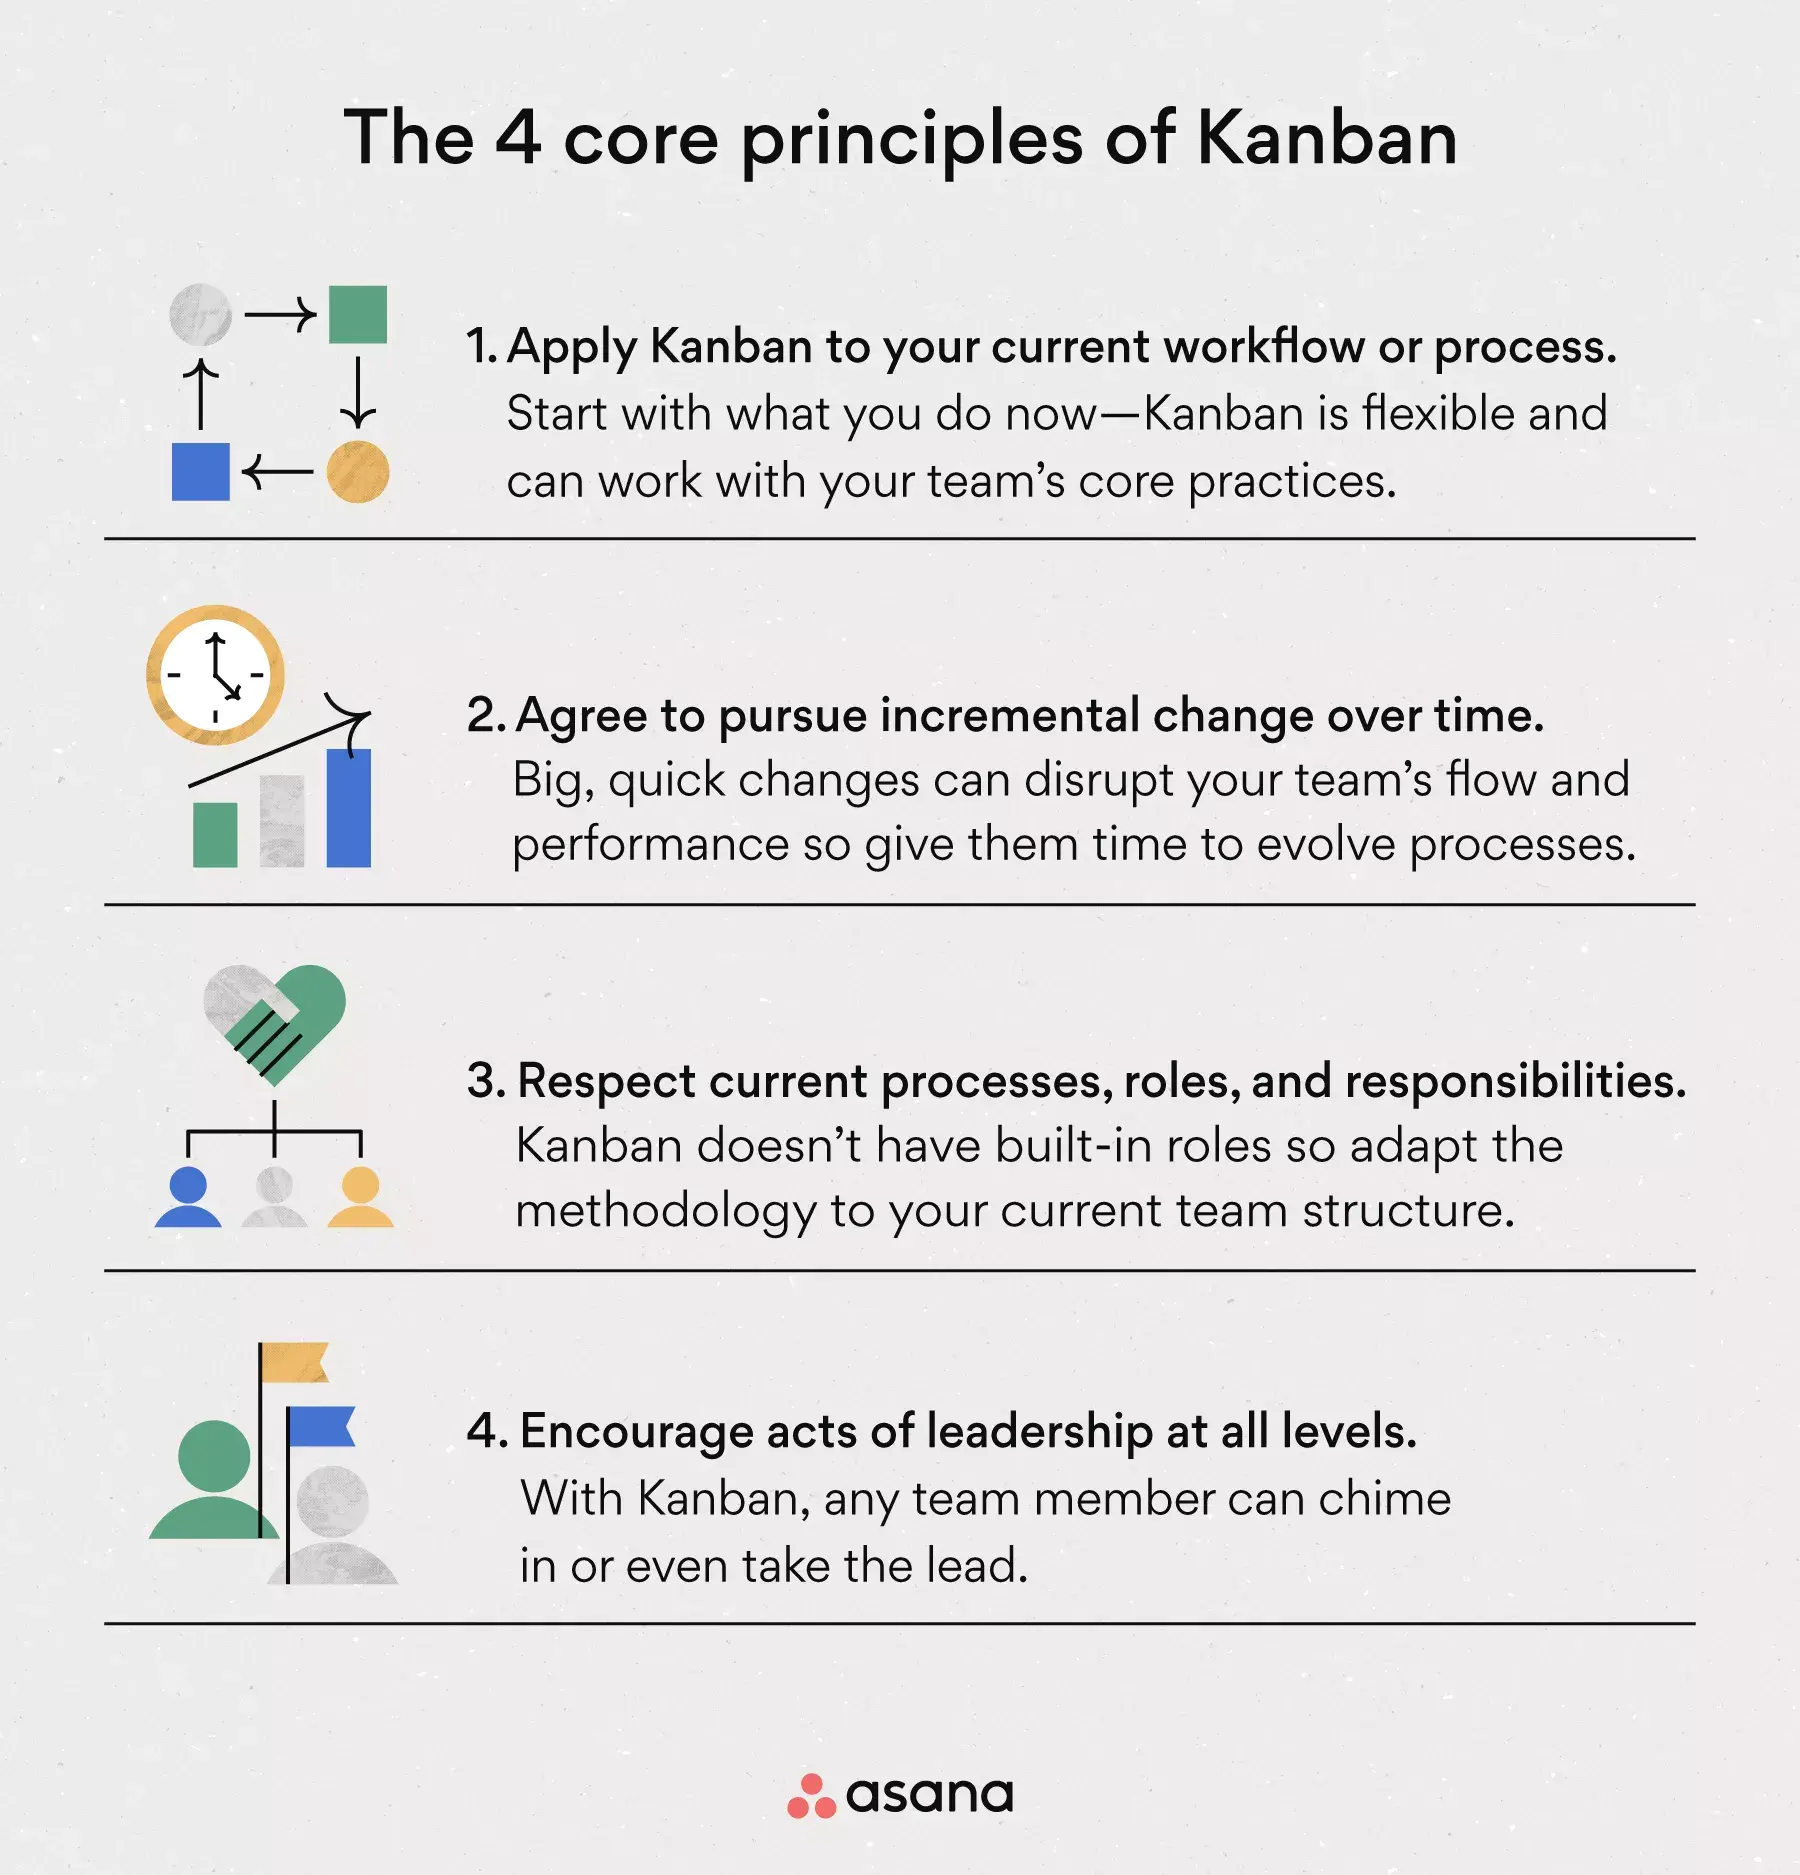 The 4 core principles of Kanban
1. Apply Kanban to your current workflow or process.
Start with what you do now—Kanban is flexible and
can work with your team’s core practices.
2. Agree to pursue incremental change over time.
Big, quick changes can disrupt your team’s flow and
performance so give them time to evolve processes.
3. Respect current processes, roles, and responsibilities.
Kanban doesn’t have built-in roles so adapt the
methodology to your current team structure.
4. Encourage acts of leadership at all levels.
With Kanban, any team member can chime
in or even take the lead.
asana